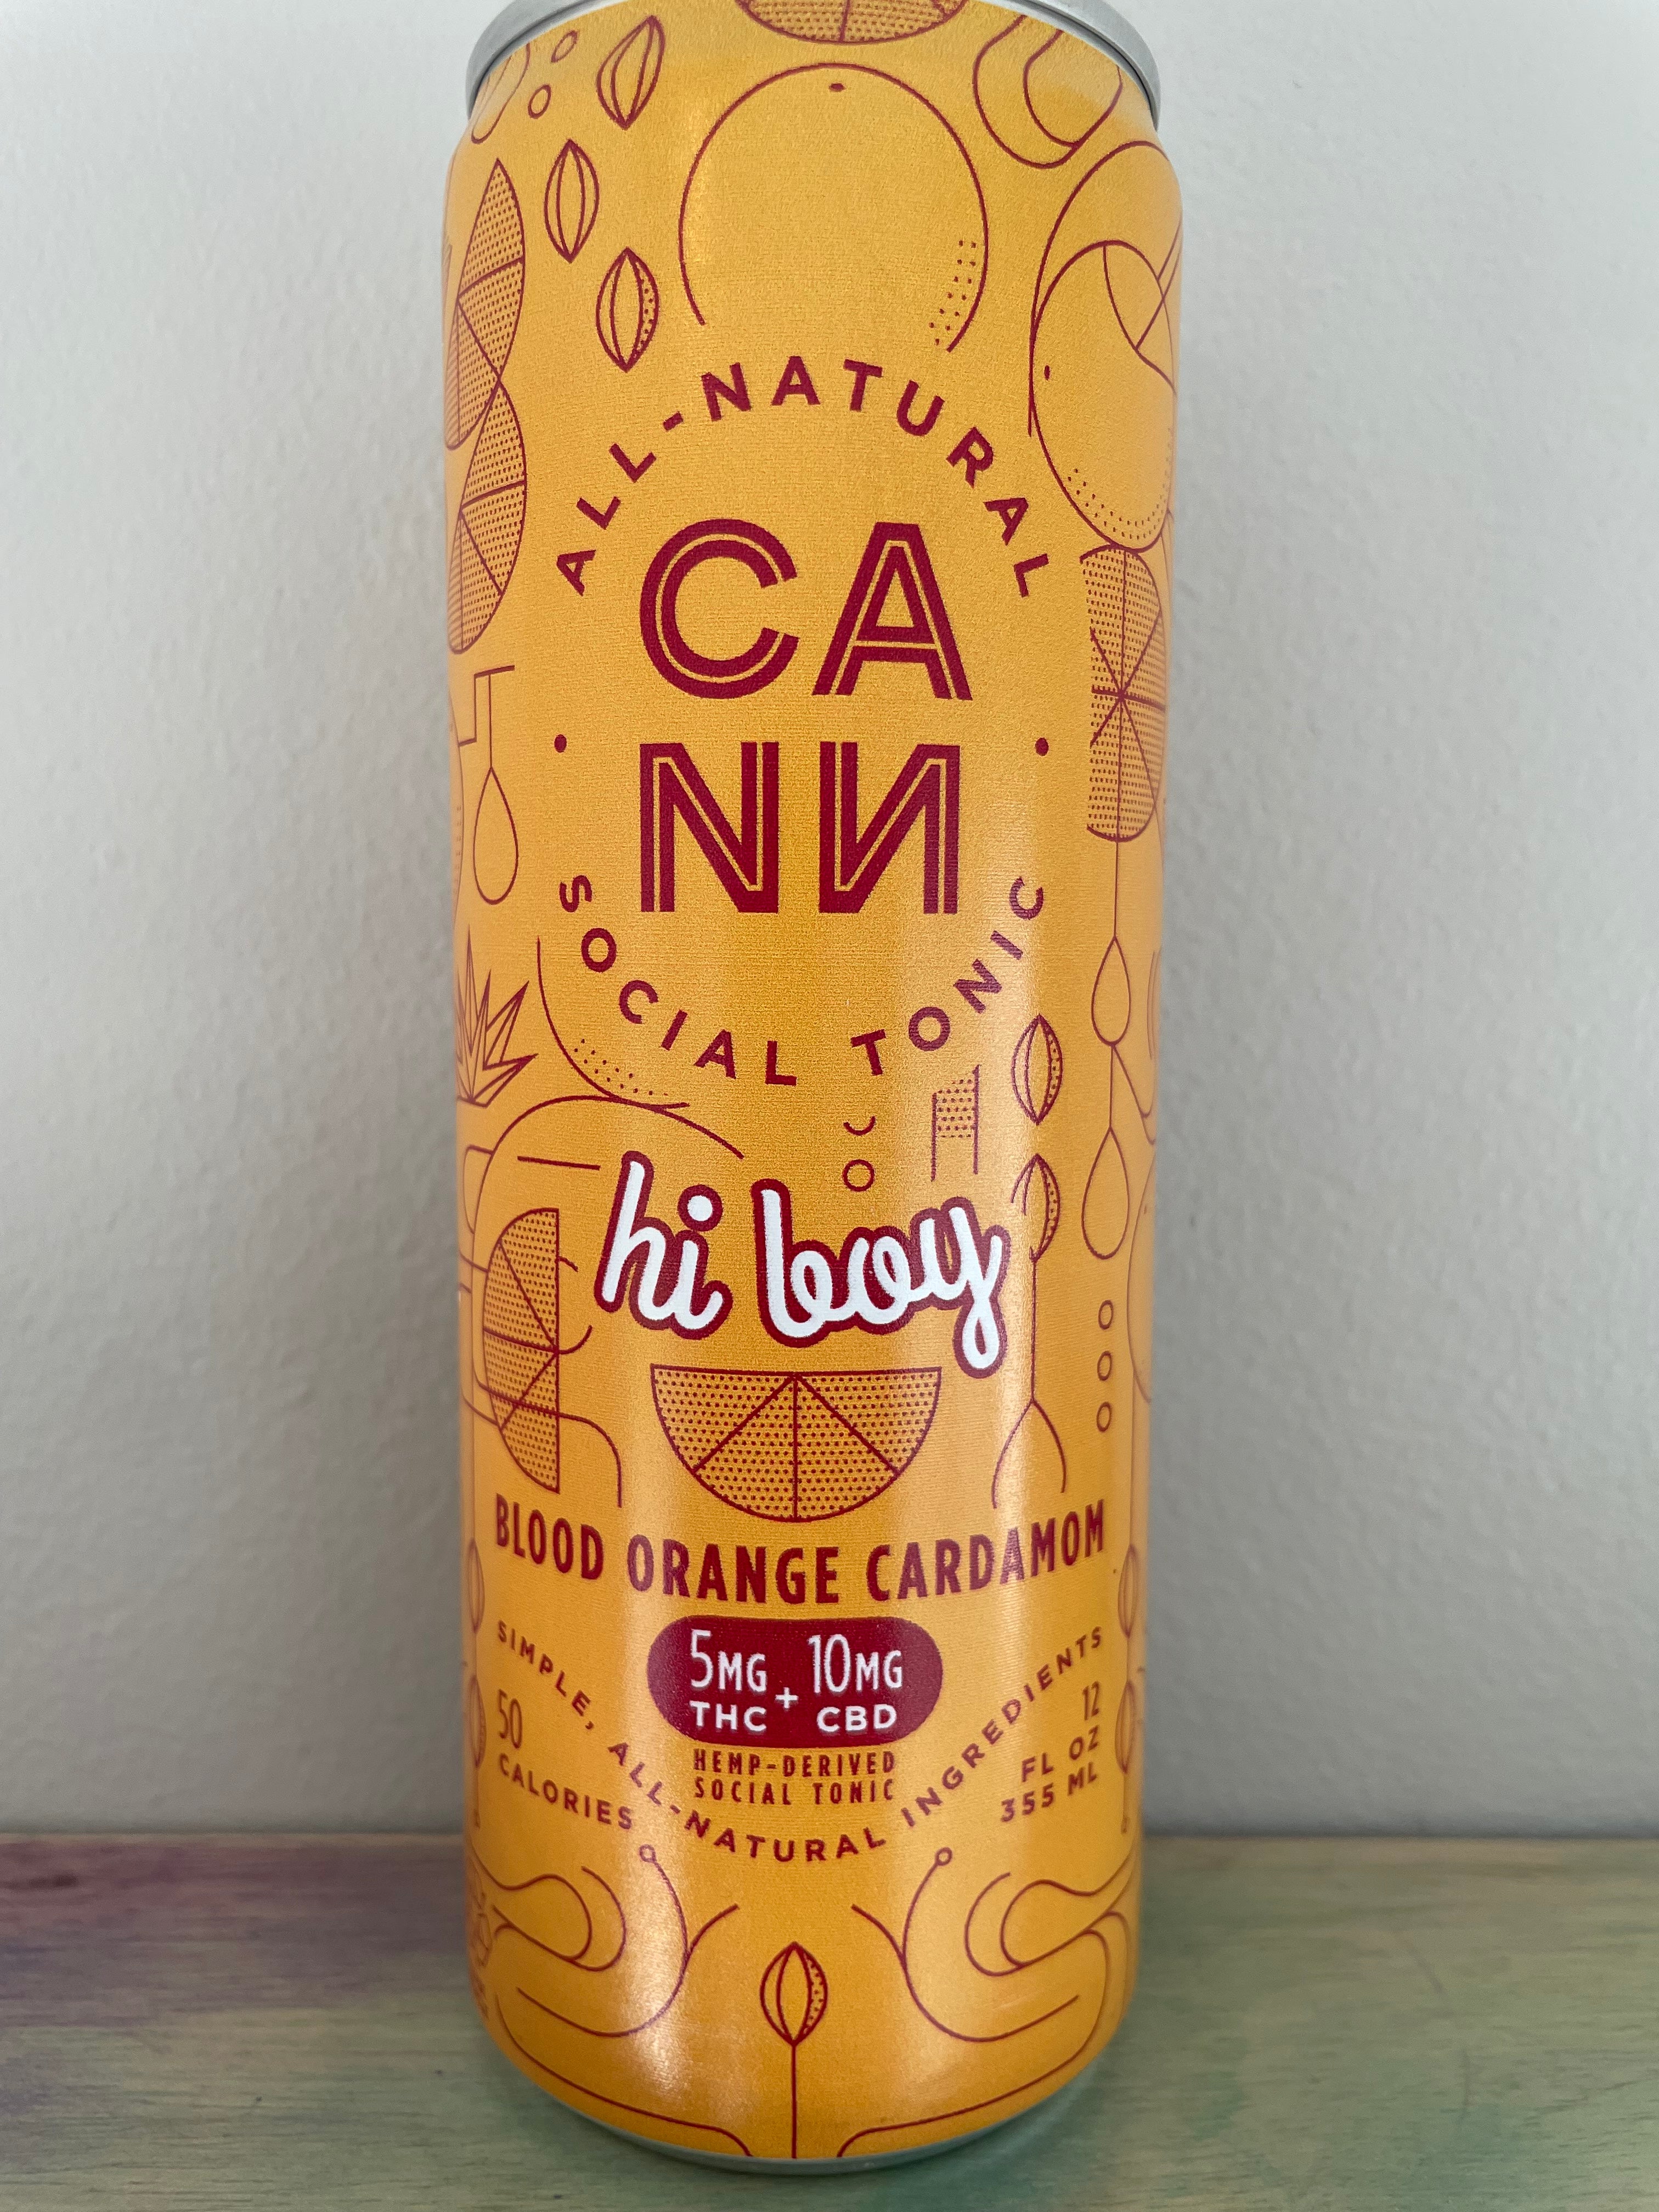 ALL-NATURAL
CA
NN
SOCIAL TONIC
hi boy
BLOOD ORANGE CARDAMOM
5MG THC + 10MG CBD
HEMP-DERIVED
SOCIAL TONIC
SIMPLE, ALL-NATURAL INGREDIENTS
50
CALORIES
12
FL OZ
355 ML